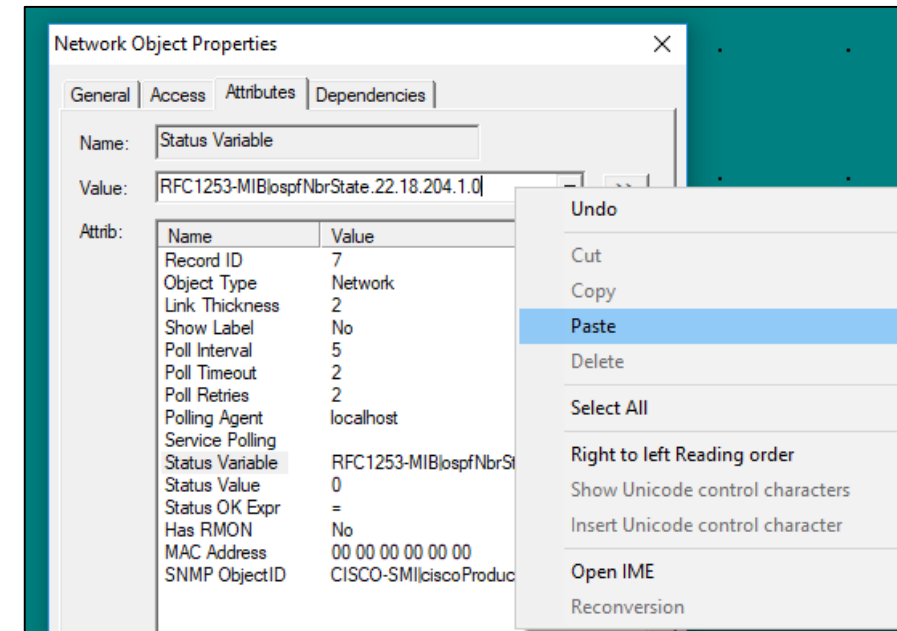 Network Object Properties
General Access Attributes Dependencies
Name: Status Variable
Value: RFC1253-MIB|ospfNbrState.22.18.204.1.0 >>
Attrib: Name Value
Record ID 7
Object Type Network
Link Thickness 2
Show Label No
Poll Interval 5
Poll Timeout 2
Poll Retries 2
Polling Agent localhost
Service Polling
Status Variable RFC1253-MIB|ospfNbrSt
Status Value 0
Status OK Expr =
Has RMON No
MAC Address 00 00 00 00 00 00
SNMP ObjectID CISCO-SMI|ciscoProduc
Undo
Cut
Copy
Paste
Delete
Select All
Right to left Reading order
Show Unicode control characters
Insert Unicode control character
Open IME
Reconversion